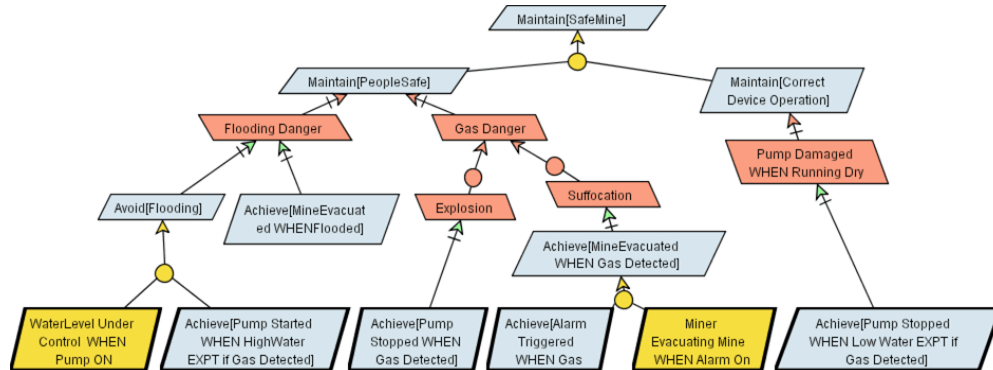 Maintain[SafeMine]
Maintain[PeopleSafe]
Maintain[Correct
Device Operation]
Flooding Danger
Gas Danger
Pump Damaged
WHEN Running Dry
Avoid[Flooding]
Achieve[MineEvacuat
ed WHENFlooded]
Explosion
Suffocation
Achieve[MineEvacuated
WHEN Gas Detected]
WaterLevel Under
Control WHEN
Pump ON
Achieve[Pump Started
WHEN HighWater
EXPT if Gas Detected]
Achieve[Pump
Stopped WHEN
Gas Detected]
Achieve[Alarm
Triggered
WHEN Gas
Miner
Evacuating Mine
WHEN Alarm On
Achieve[Pump Stopped
WHEN Low Water EXPT if
Gas Detected]